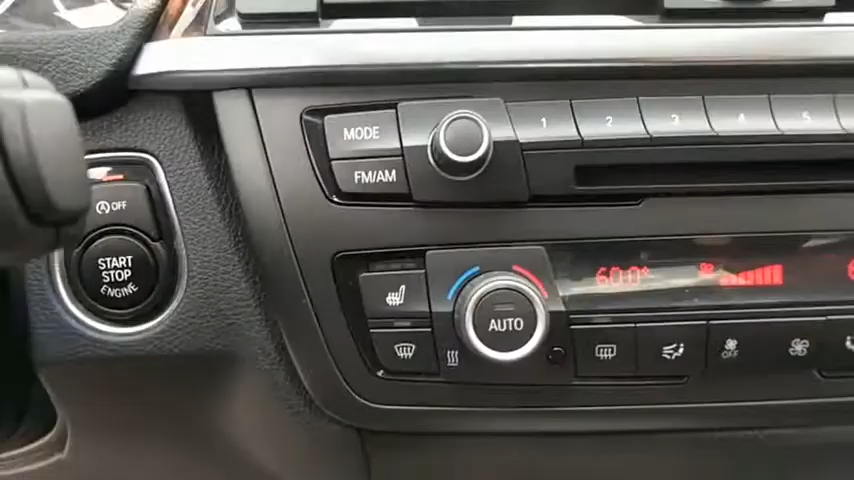 MODE
1 2 3 4 5
FM/AM
OFF
START
STOP
ENGINE
60.0°
AUTO
OFF